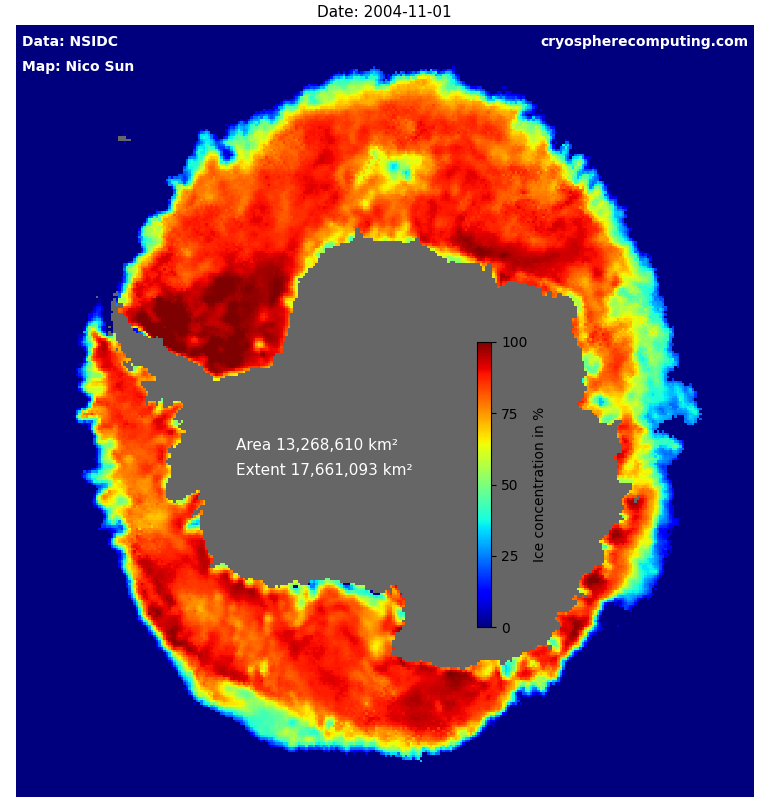 Date: 2004-11-01
Data: NSIDC
cryospherecomputing.com
Map: Nico Sun
100
75
50
25
0
Ice concentration in %
Area 13,268,610 km²
Extent 17,661,093 km²